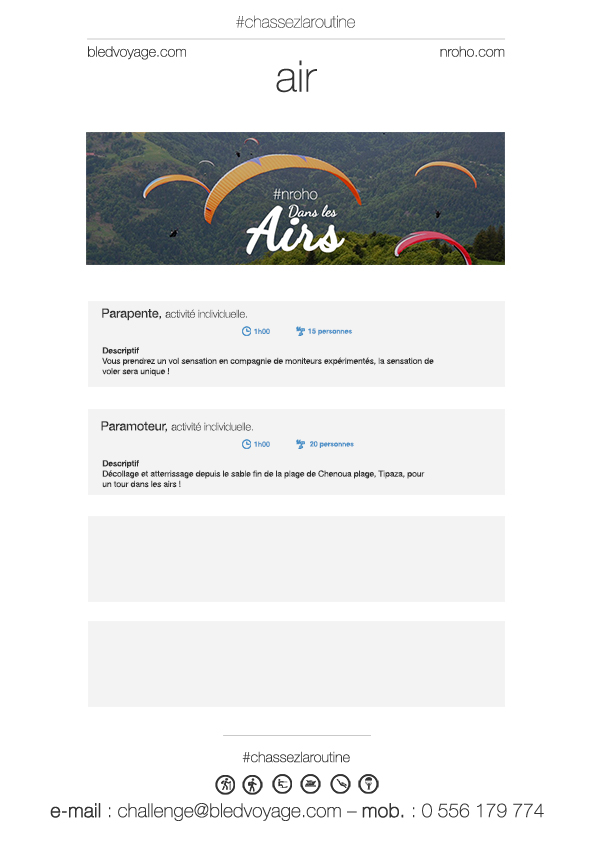 #chassezlaroutine
bledvoyage.com
nroho.com
air
#nroho
Dans les
Airs
Parapente, activité individuelle.
1h00
15 personnes
Descriptif
Vous prendrez un vol sensation en compagnie de moniteurs expérimentés, la sensation de
voler sera unique !
Paramoteur, activité individuelle.
1h00
20 personnes
Descriptif
Décollage et atterrissage depuis le sable fin de la plage de Chenoua plage, Tipaza, pour
un tour dans les airs !
#chassezlaroutine
e-mail : challenge@bledvoyage.com – mob. : 0 556 179 774